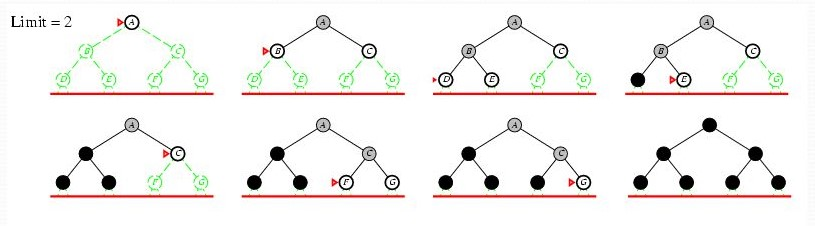 Limit = 2 A A A A
B C B C B C B C
D E F G D E F G D E F G E F G
A A A
C C C
F G F G G